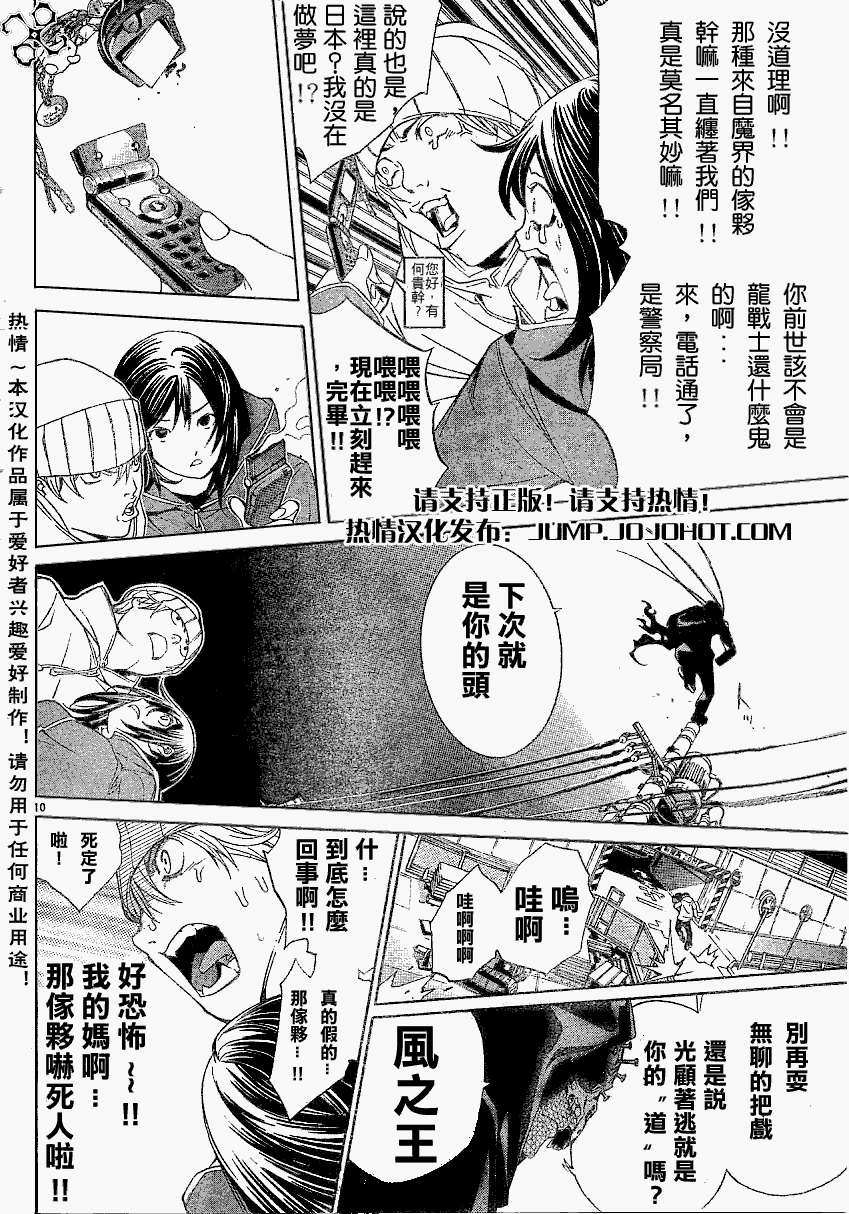 沒道理啊!!
那種來自魔界的傢夥
幹嘛一直纏著我們!!
真是莫名其妙嘛!!
你前世該不會是
龍戰士還什麼鬼
的啊…
來，電話通了，
是警察局!!
說的也是，
這裡真的是
日本?我沒在
做夢吧!?
您好，有
何貴幹?
喂喂喂喂
喂喂!?
現在立刻趕來
，完畢!!
请支持正版!请支持热情!
热情汉化发布：JUMP.JOJOHOT.COM
下次就
是你的頭
10
嗚…
哇啊
哇啊啊啊
什…
到底怎麼
回事啊!!
死定了
啦!
別再耍
無聊的把戲
還是說
光顧著逃就是
你的〝道〞嗎?
風之王
真的假的…
那傢夥…!!
好恐怖~~!!
我的媽啊…
那傢夥嚇死人啦!!
热情~本汉化作品属于爱好者兴趣爱好制作!请勿用于任何商业用途!